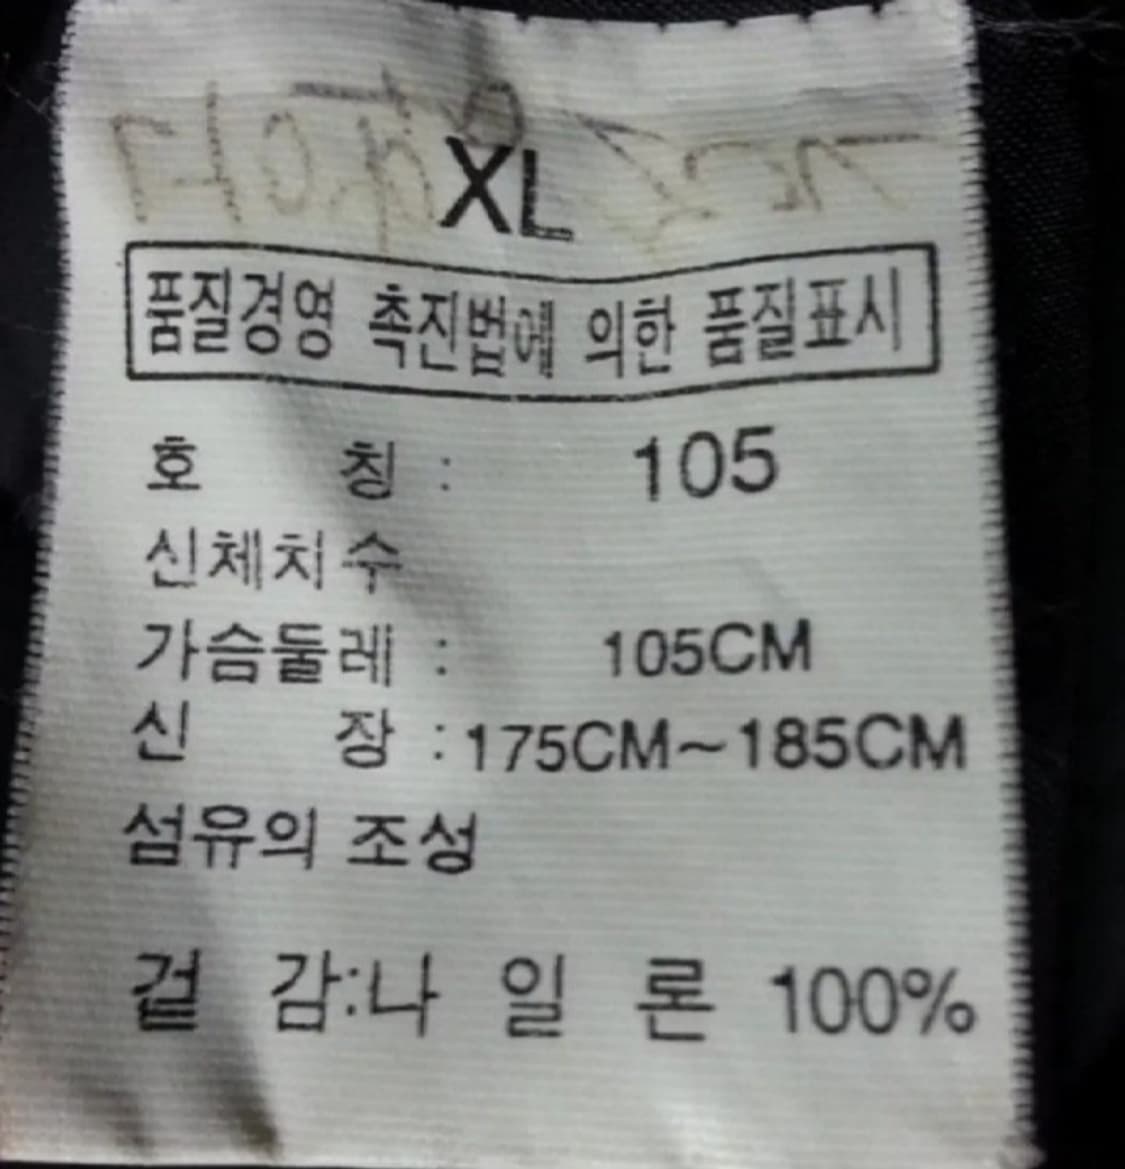 XL
품질경영 촉진법에 의한 품질표시
호 칭 : 105
신체치수
가슴둘레 : 105CM
신 장 : 175CM~185CM
섬유의 조성
겉 감:나 일 론 100%